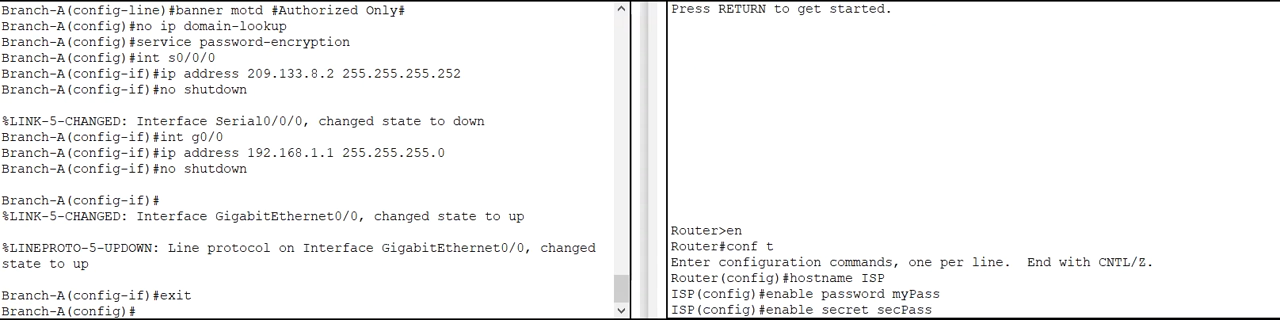 Branch-A(config-line)#banner motd #Authorized Only#
Branch-A(config)#no ip domain-lookup
Branch-A(config)#service password-encryption
Branch-A(config)#int s0/0/0
Branch-A(config-if)#ip address 209.133.8.2 255.255.255.252
Branch-A(config-if)#no shutdown
%LINK-5-CHANGED: Interface Serial0/0/0, changed state to down
Branch-A(config-if)#int g0/0
Branch-A(config-if)#ip address 192.168.1.1 255.255.255.0
Branch-A(config-if)#no shutdown
Branch-A(config-if)#
%LINK-5-CHANGED: Interface GigabitEthernet0/0, changed state to up
%LINEPROTO-5-UPDOWN: Line protocol on Interface GigabitEthernet0/0, changed
state to up
Branch-A(config-if)#exit
Branch-A(config)#
Press RETURN to get started.
Router>en
Router#conf t
Enter configuration commands, one per line.  End with CNTL/Z.
Router(config)#hostname ISP
ISP(config)#enable password myPass
ISP(config)#enable secret secPass